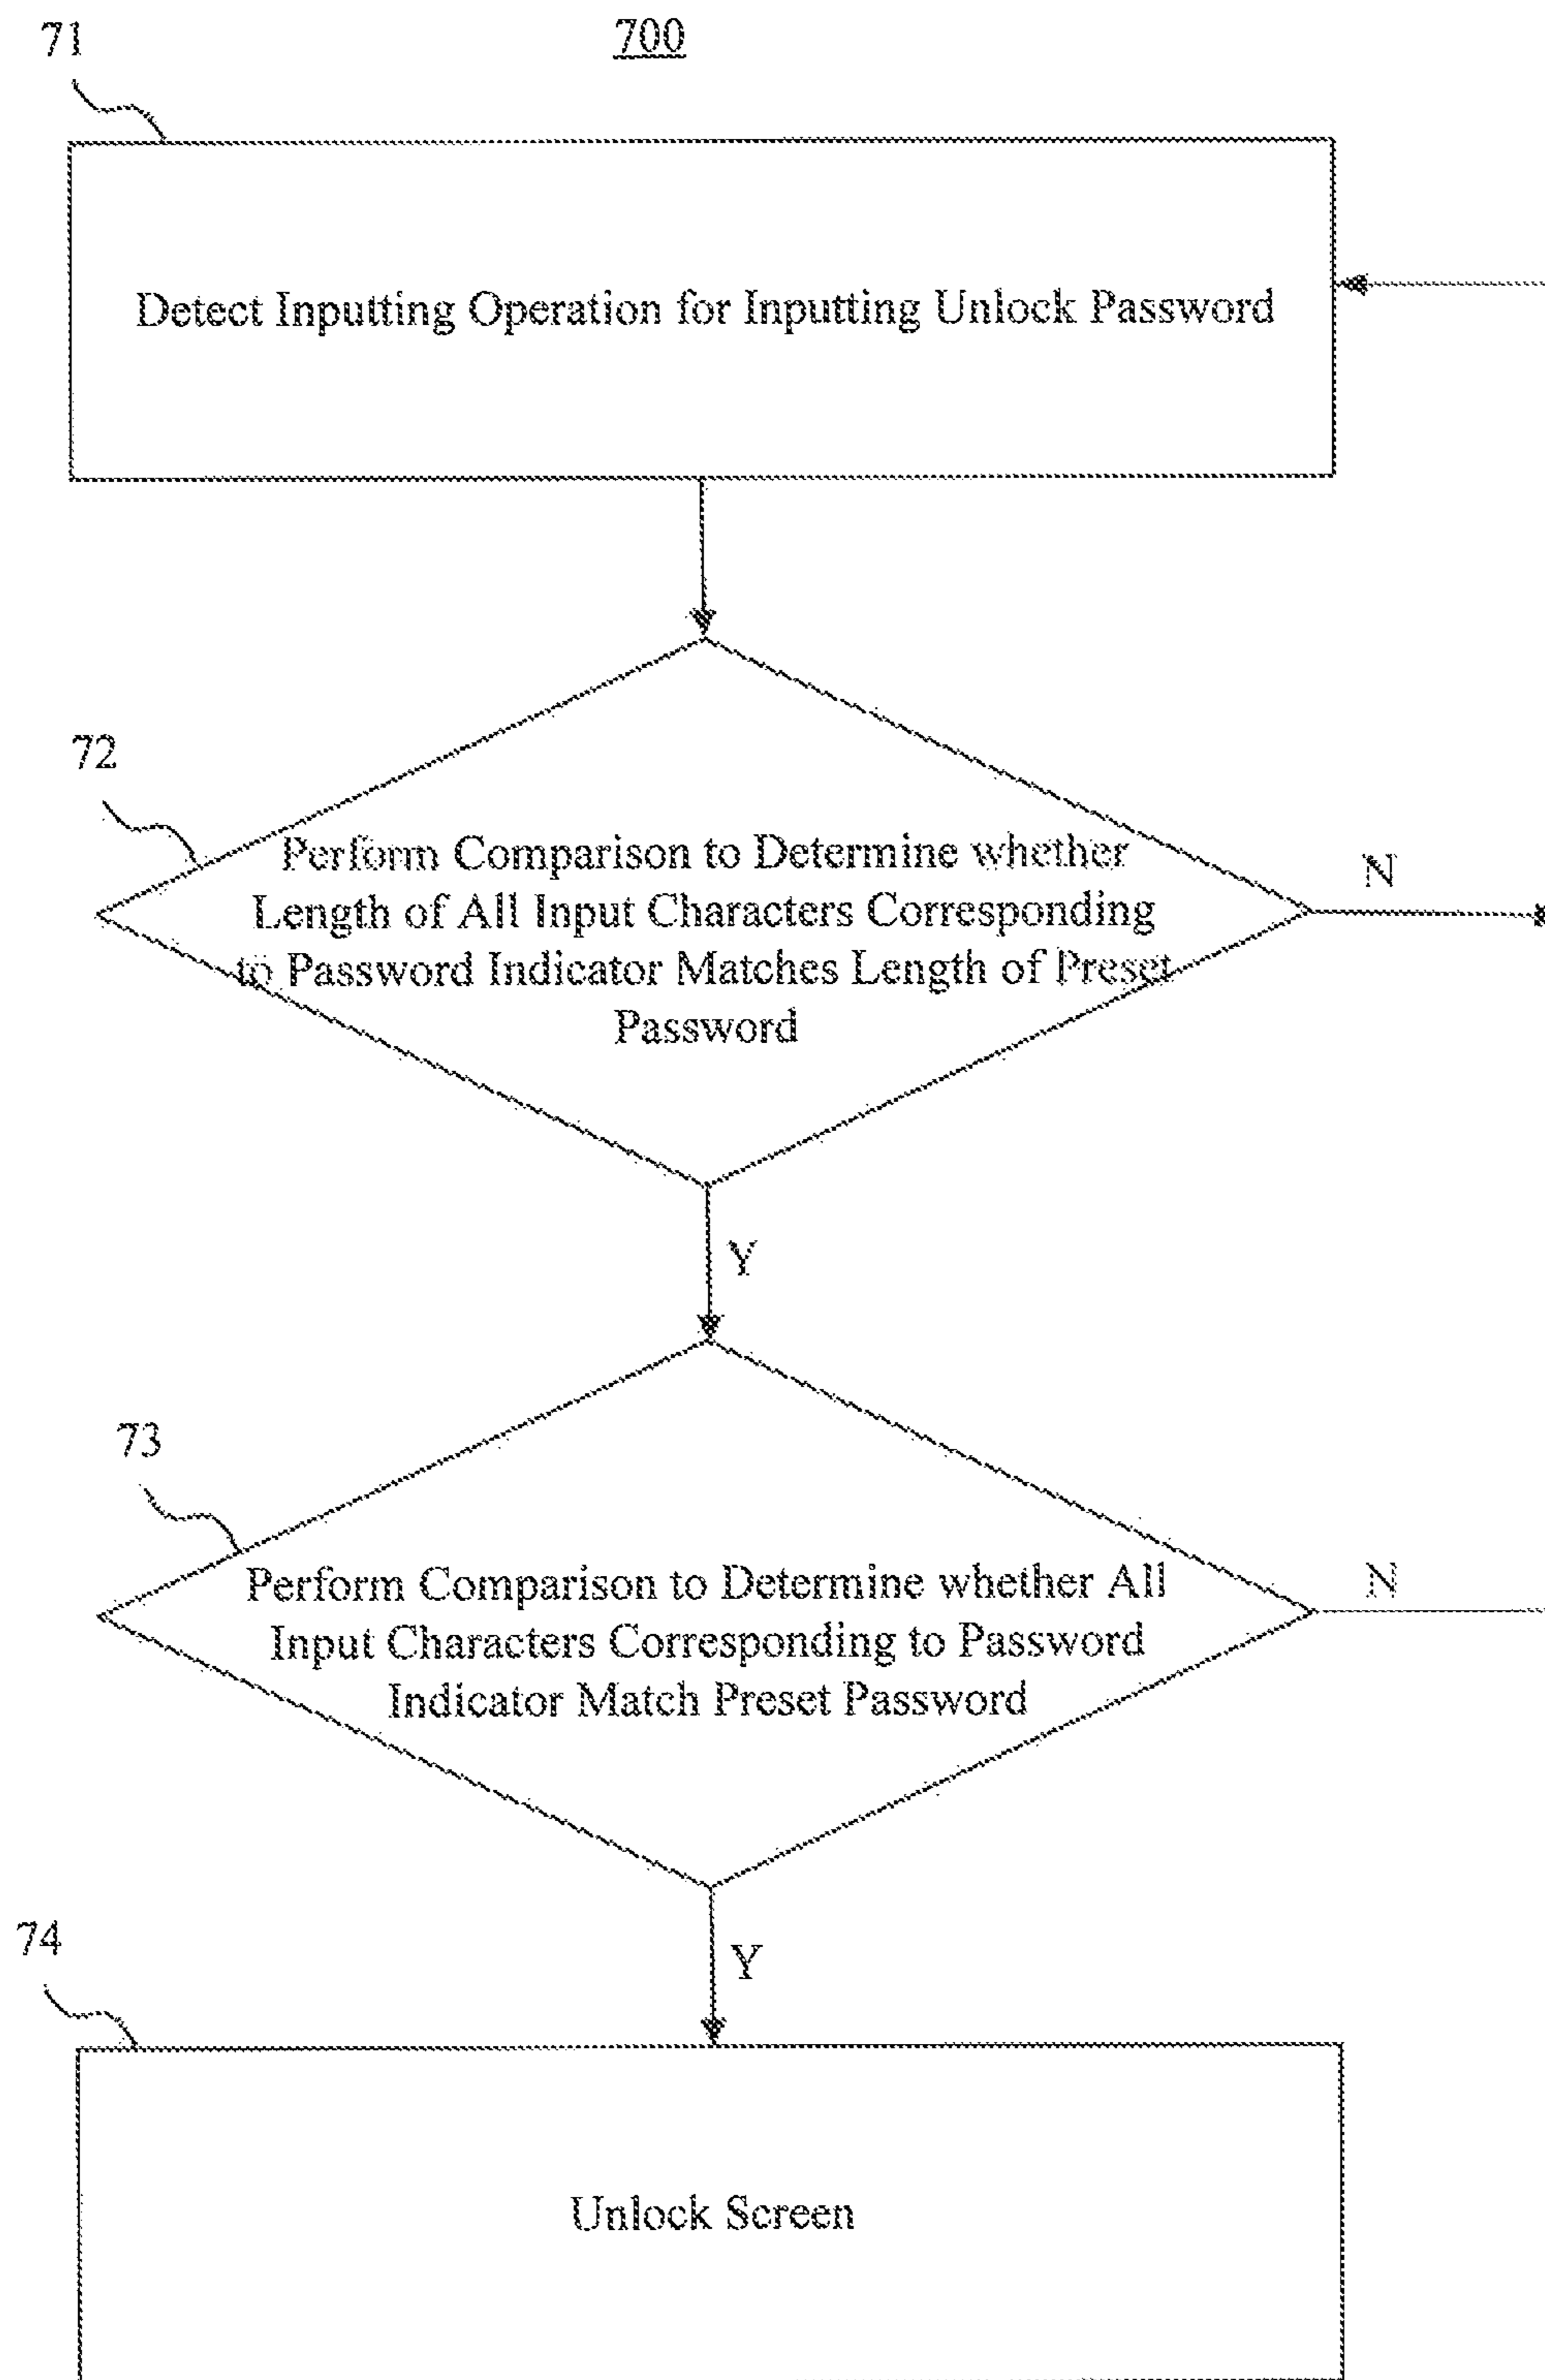 71
700
Detect Inputting Operation for Inputting Unlock Password
72
Perform Comparison to Determine whether
Length of All Input Characters Corresponding
to Password Indicator Matches Length of Preset
Password
N
Y
73
Perform Comparison to Determine whether All
Input Characters Corresponding to Password
Indicator Match Preset Password
N
74
Y
Unlock Screen